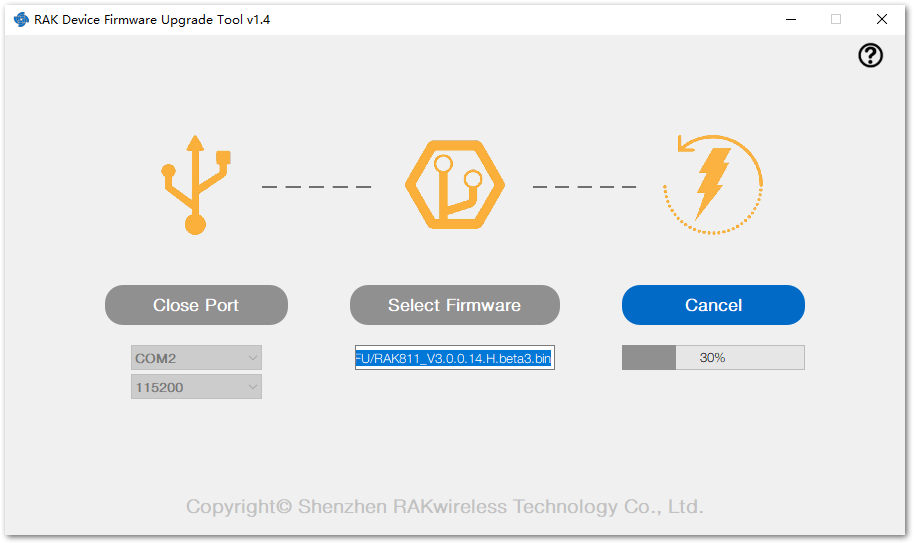 RAK Device Firmware Upgrade Tool v1.4
Close Port
Select Firmware
Cancel
COM2
FU/RAK811_V3.0.0.14.H.beta3.bin
30%
115200
Copyright© Shenzhen RAKwireless Technology Co., Ltd.